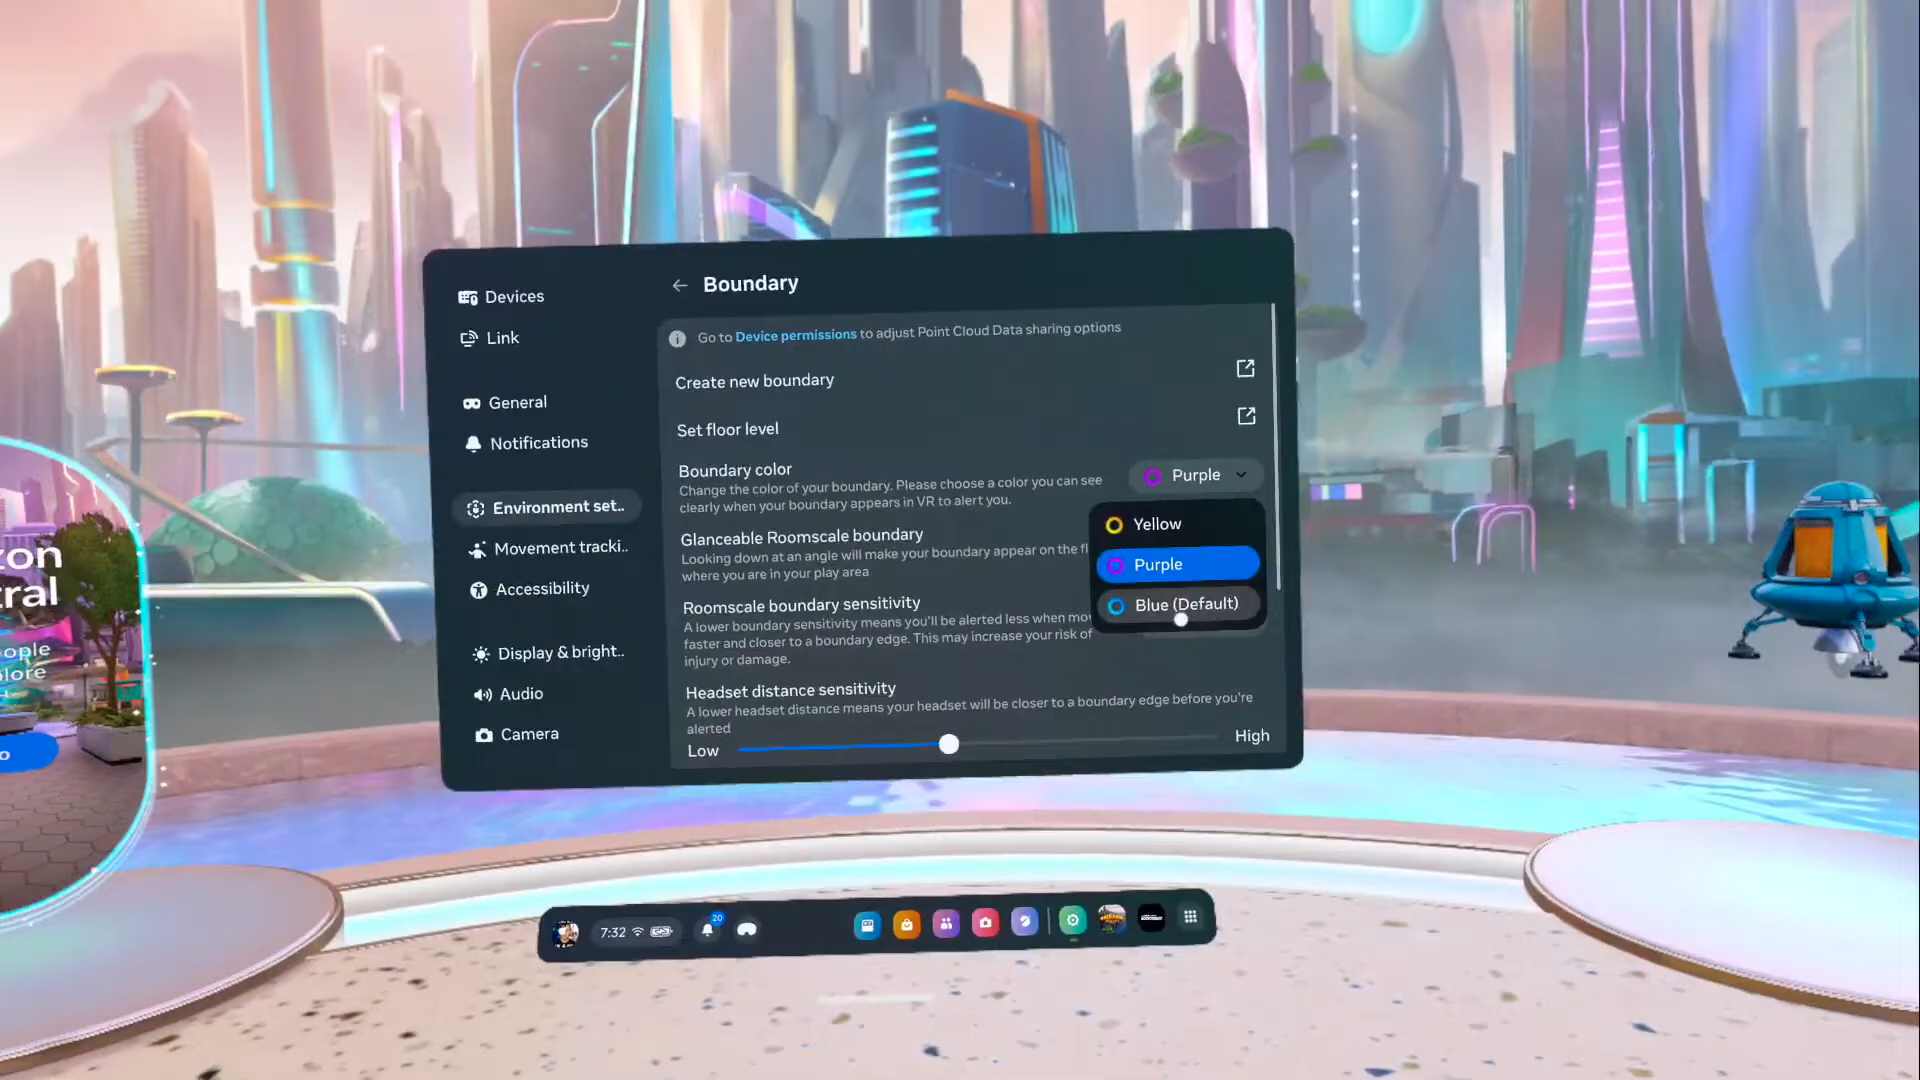 Devices
Link
General
Notifications
Environment set..
Movement tracki..
Accessibility
Display & bright..
Audio
Camera
Boundary
Go to Device permissions to adjust Point Cloud Data sharing options
Create new boundary
Set floor level
Boundary color
Change the color of your boundary. Please choose a color you can see
clearly when your boundary appears in VR to alert you.
Purple
Yellow
Purple
Blue (Default)
Glanceable Roomscale boundary
Looking down at an angle will make your boundary appear on the fl
where you are in your play area
Roomscale boundary sensitivity
A lower boundary sensitivity means you'll be alerted less when mo
faster and closer to a boundary edge. This may increase your risk of
injury or damage.
Headset distance sensitivity
A lower headset distance means your headset will be closer to a boundary edge before you're
alerted
Low
High
zon
ral
ople
lore
o
7:32
20